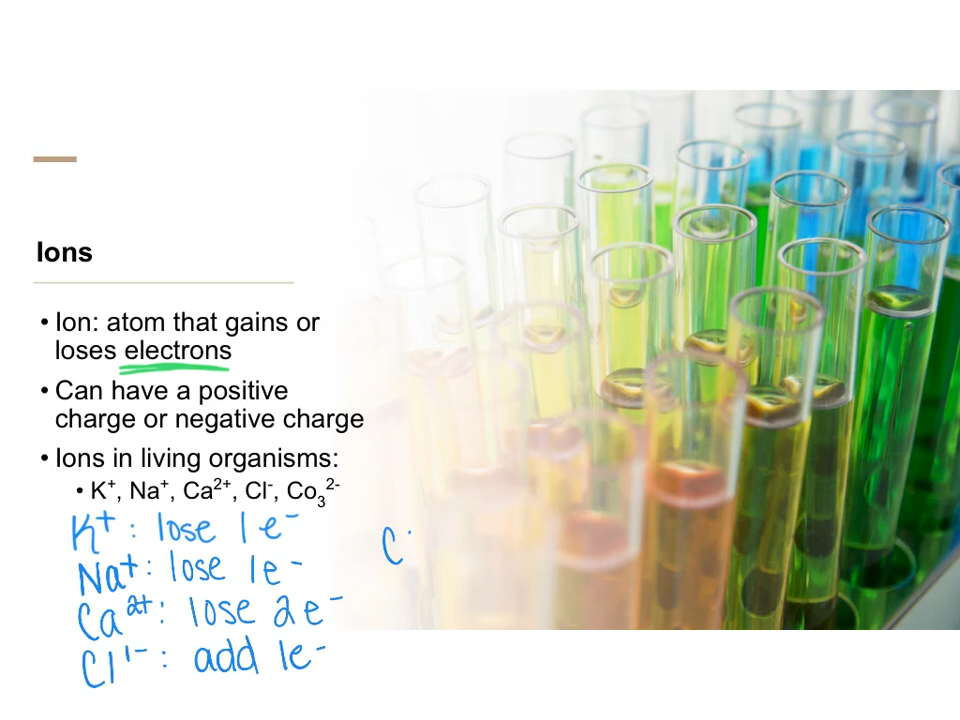 Ions
• Ion: atom that gains or
loses electrons
• Can have a positive
charge or negative charge
• Ions in living organisms:
• K⁺, Na⁺, Ca²⁺, Cl⁻, Co₃²⁻
K⁺: lose 1e⁻
Na⁺: lose 1e⁻
Ca²⁺: lose 2e⁻
Cl¹⁻: add 1e⁻
C